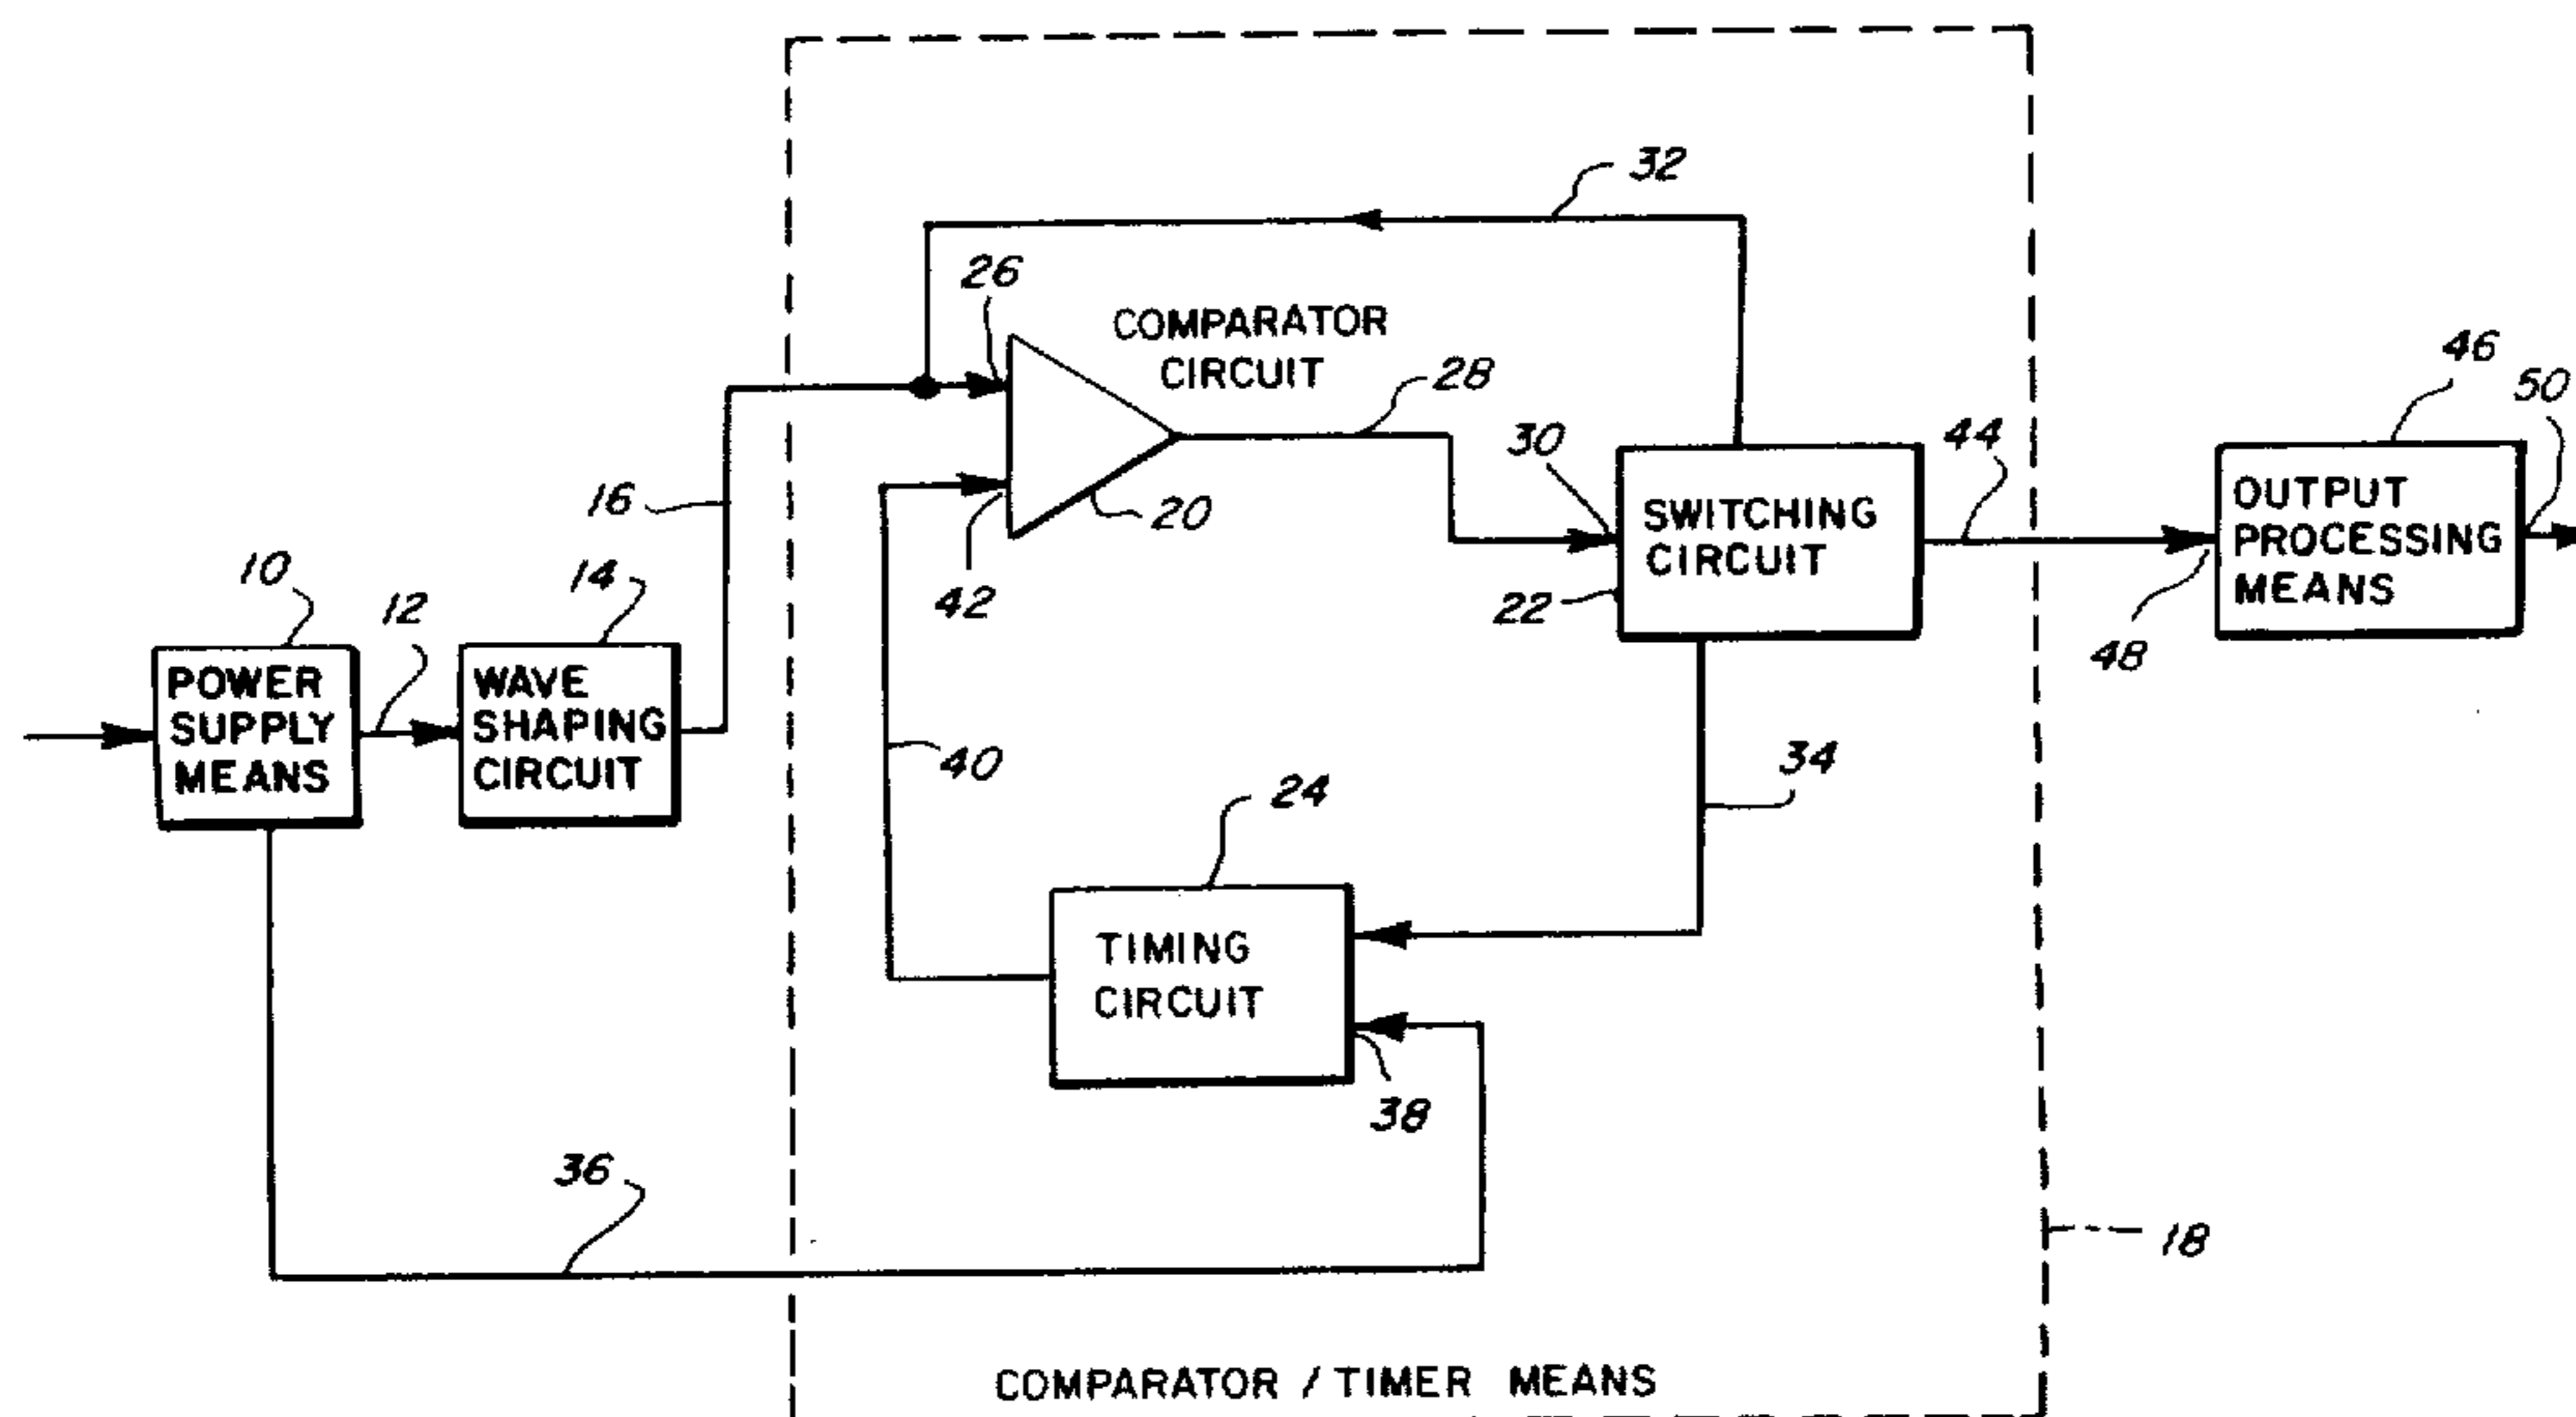 32
26
COMPARATOR
CIRCUIT
28
46
50
30
44
16
20
SWITCHING
CIRCUIT
OUTPUT
PROCESSING
MEANS
42
22
48
10
12
14
POWER
SUPPLY
MEANS
WAVE
SHAPING
CIRCUIT
40
34
24
TIMING
CIRCUIT
38
36
18
COMPARATOR / TIMER MEANS